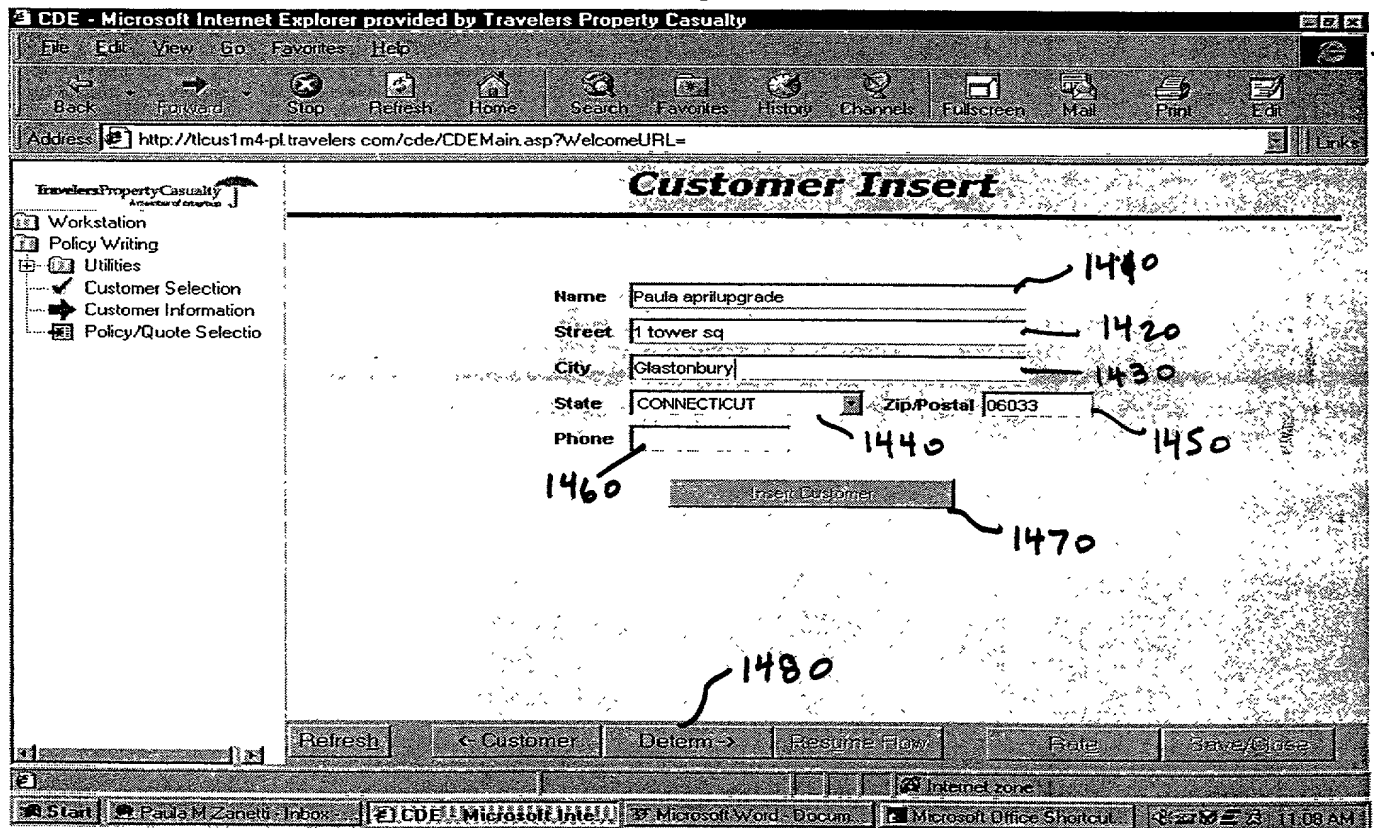 CDE - Microsoft Internet Explorer provided by Travelers Property Casualty
File Edit View Go Favorites Help
Back Forward Stop Refresh Home Search Favorites History Channels Fullscreen Mail Print Edit
Address http://tlcus1m4-pl.travelers com/cde/CDEMain.asp?WelcomeURL= Links
TravelersPropertyCasualty
Customer Insert
Workstation
Policy Writing
Utilities
Customer Selection
Customer Information
Policy/Quote Selectio
Name Paula aprilupgrade 1410
Street 1 tower sq 1420
City Glastonbury 1430
State CONNECTICUT Zip/Postal 06033
1440 1450
Phone
1460
Insert Customer
1470
1480
Refresh <- Customer Determ-> Resume Flow Rate Save/Close
Internet zone
Start Paula M Zanetti - Inbox - CDE - Microsoft Inte... Microsoft Word - Docum... Microsoft Office Shortcut... 11:08 AM